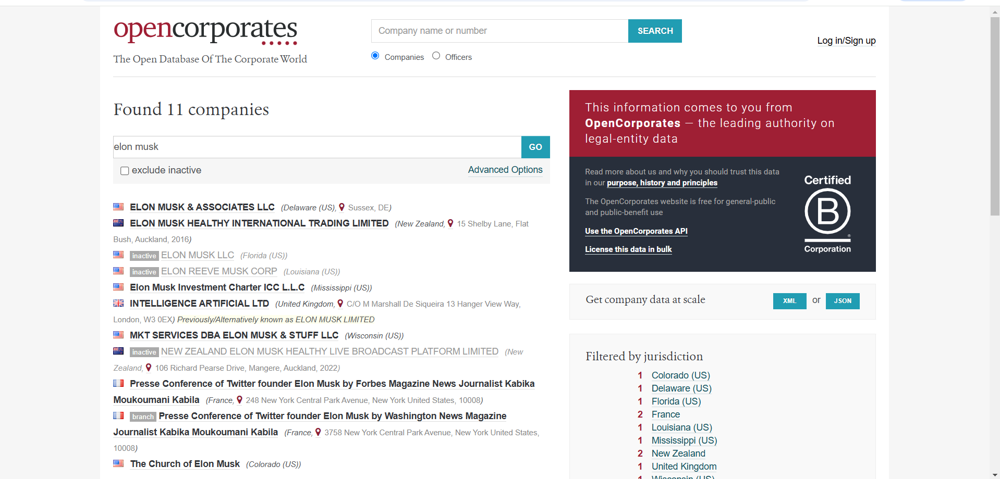 opencorporates
The Open Database Of The Corporate World
Company name or number
SEARCH
Companies
Officers
Log in/Sign up
Found 11 companies
elon musk
GO
exclude inactive
Advanced Options
ELON MUSK & ASSOCIATES LLC (Delaware (US), Sussex, DE)
ELON MUSK HEALTHY INTERNATIONAL TRADING LIMITED (New Zealand, 15 Shelby Lane, Flat
Bush, Auckland, 2016)
inactive ELON MUSK LLC (Florida (US))
inactive ELON REEVE MUSK CORP (Louisiana (US))
Elon Musk Investment Charter ICC L.L.C (Mississippi (US))
INTELLIGENCE ARTIFICIAL LTD (United Kingdom, C/O M Marshall De Siqueira 13 Hanger View Way,
London, W3 0EX) Previously/Alternatively known as ELON MUSK LIMITED
MKT SERVICES DBA ELON MUSK & STUFF LLC (Wisconsin (US))
inactive NEW ZEALAND ELON MUSK HEALTHY LIVE BROADCAST PLATFORM LIMITED (New
Zealand, 106 Richard Pearse Drive, Mangere, Auckland, 2022)
Presse Conference of Twitter founder Elon Musk by Forbes Magazine News Journalist Kabika
Moukoumani Kabila (France, 248 New York Central Park Avenue, New York United States, 10008)
branch Presse Conference of Twitter founder Elon Musk by Washington News Magazine
Journalist Kabika Moukoumani Kabila (France, 3758 New York Central Park Avenue, New York United States,
10008)
The Church of Elon Musk (Colorado (US))
This information comes to you from
OpenCorporates — the leading authority on
legal-entity data
Read more about us and why you should trust this data
in our purpose, history and principles
The OpenCorporates website is free for general-public
and public-benefit use
Use the OpenCorporates API
License this data in bulk
Certified
B
®
Corporation
Get company data at scale
XML
or
JSON
Filtered by jurisdiction
1 Colorado (US)
1 Delaware (US)
1 Florida (US)
2 France
1 Louisiana (US)
1 Mississippi (US)
2 New Zealand
1 United Kingdom
1 Wisconsin (US)